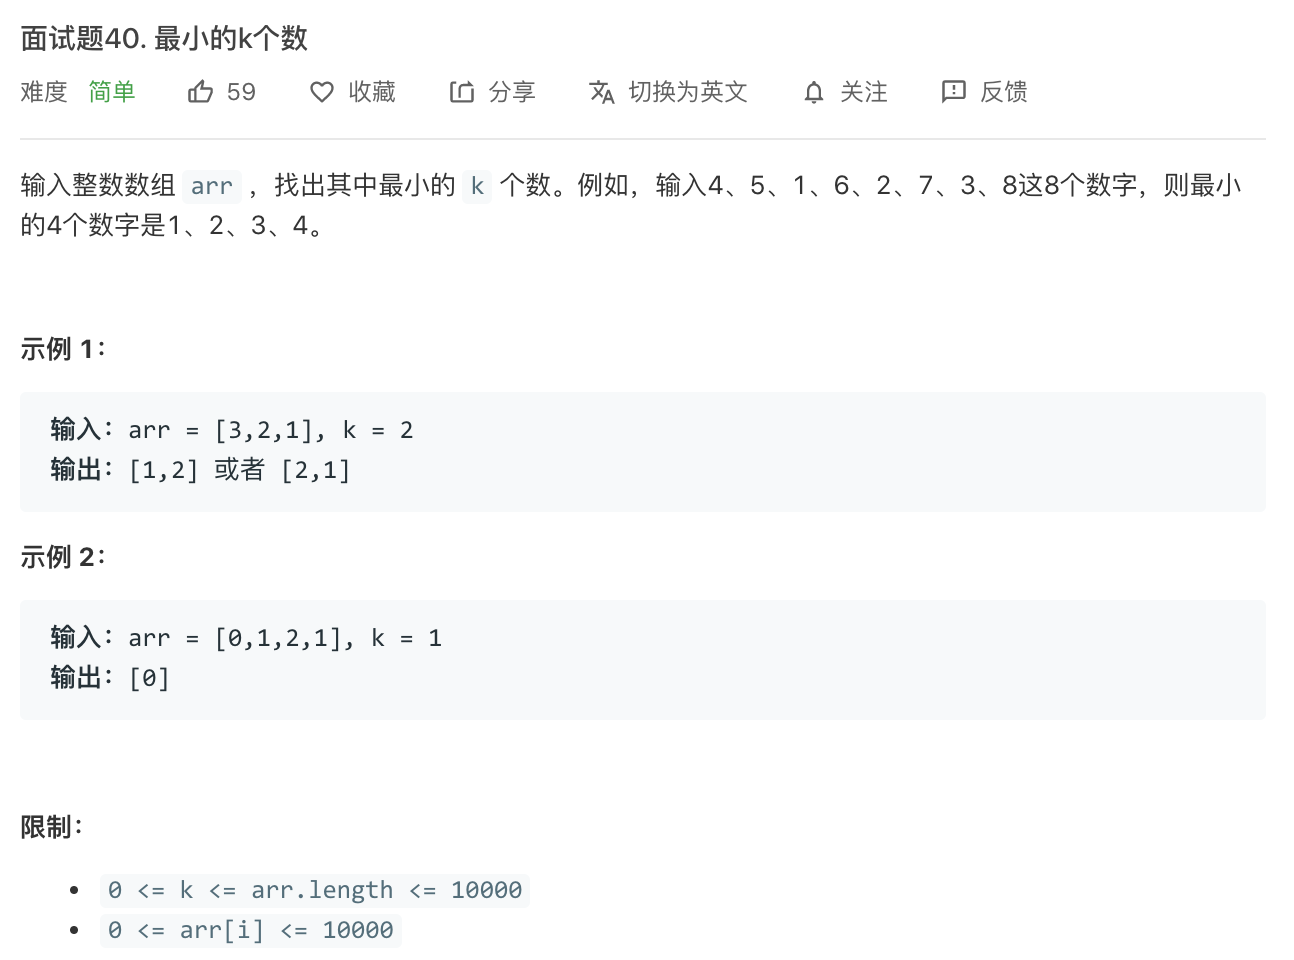 面试题40. 最小的k个数
难度 简单 59 收藏 分享 切换为英文 关注 反馈
输入整数数组 arr ，找出其中最小的 k 个数。例如，输入4、5、1、6、2、7、3、8这8个数字，则最小
的4个数字是1、2、3、4。
示例 1：
输入：arr = [3,2,1], k = 2
输出：[1,2] 或者 [2,1]
示例 2：
输入：arr = [0,1,2,1], k = 1
输出：[0]
限制：
• 0 <= k <= arr.length <= 10000
• 0 <= arr[i] <= 10000